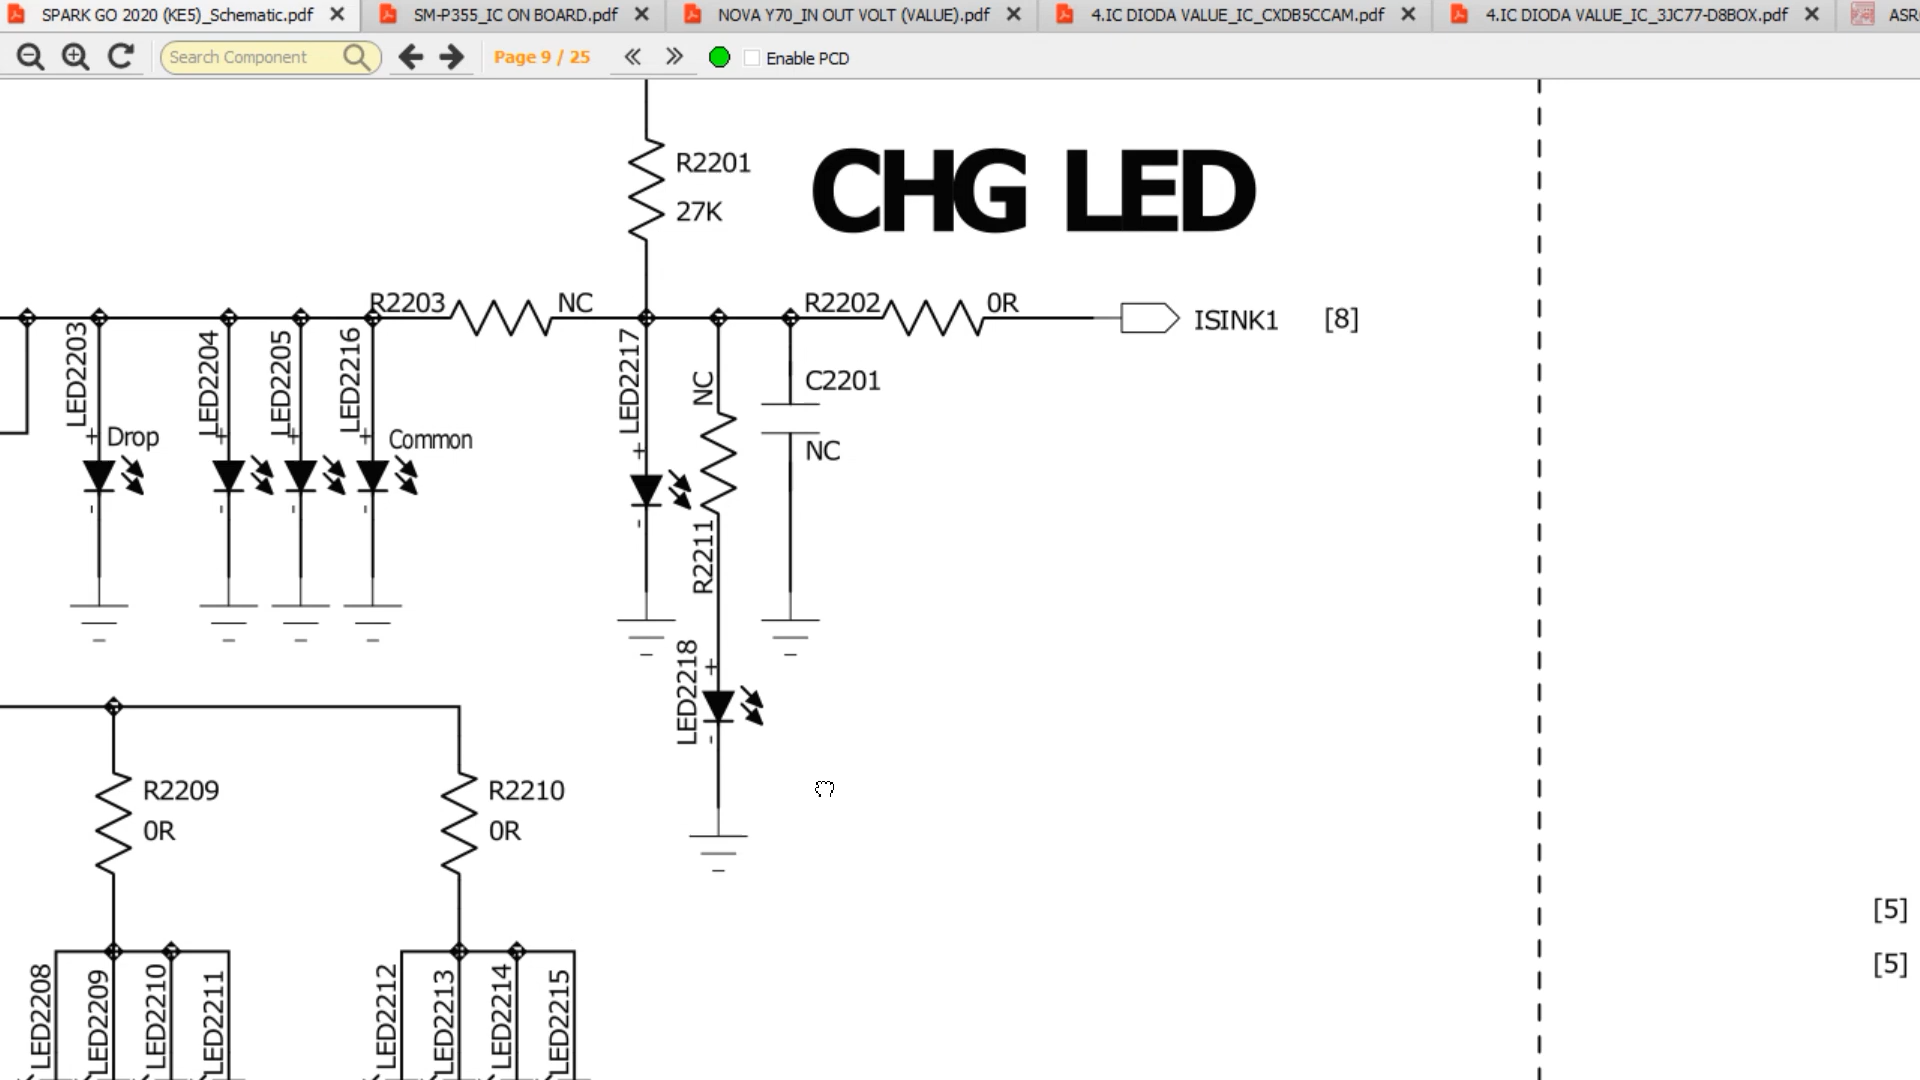 SPARK GO 2020 (KE5)_Schematic.pdf
SM-P355_IC ON BOARD.pdf
NOVA Y70_IN OUT VOLT (VALUE).pdf
4.IC DIODA VALUE_IC_CXDB5CCAM.pdf
4.IC DIODA VALUE_IC_3JC77-D8BOX.pdf
ASR
Search Component
Page 9 / 25
Enable PCD
R2201
27K
CHG LED
R2203
NC
R2202
0R
ISINK1
[8]
LED2203
+
Drop
-
LED2204
+
-
LED2205
+
-
LED2216
+
Common
-
LED2217
+
-
NC
R2211
C2201
NC
LED2218
+
-
R2209
0R
R2210
0R
[5]
[5]
LED2208
LED2209
LED2210
LED2211
LED2212
LED2213
LED2214
LED2215